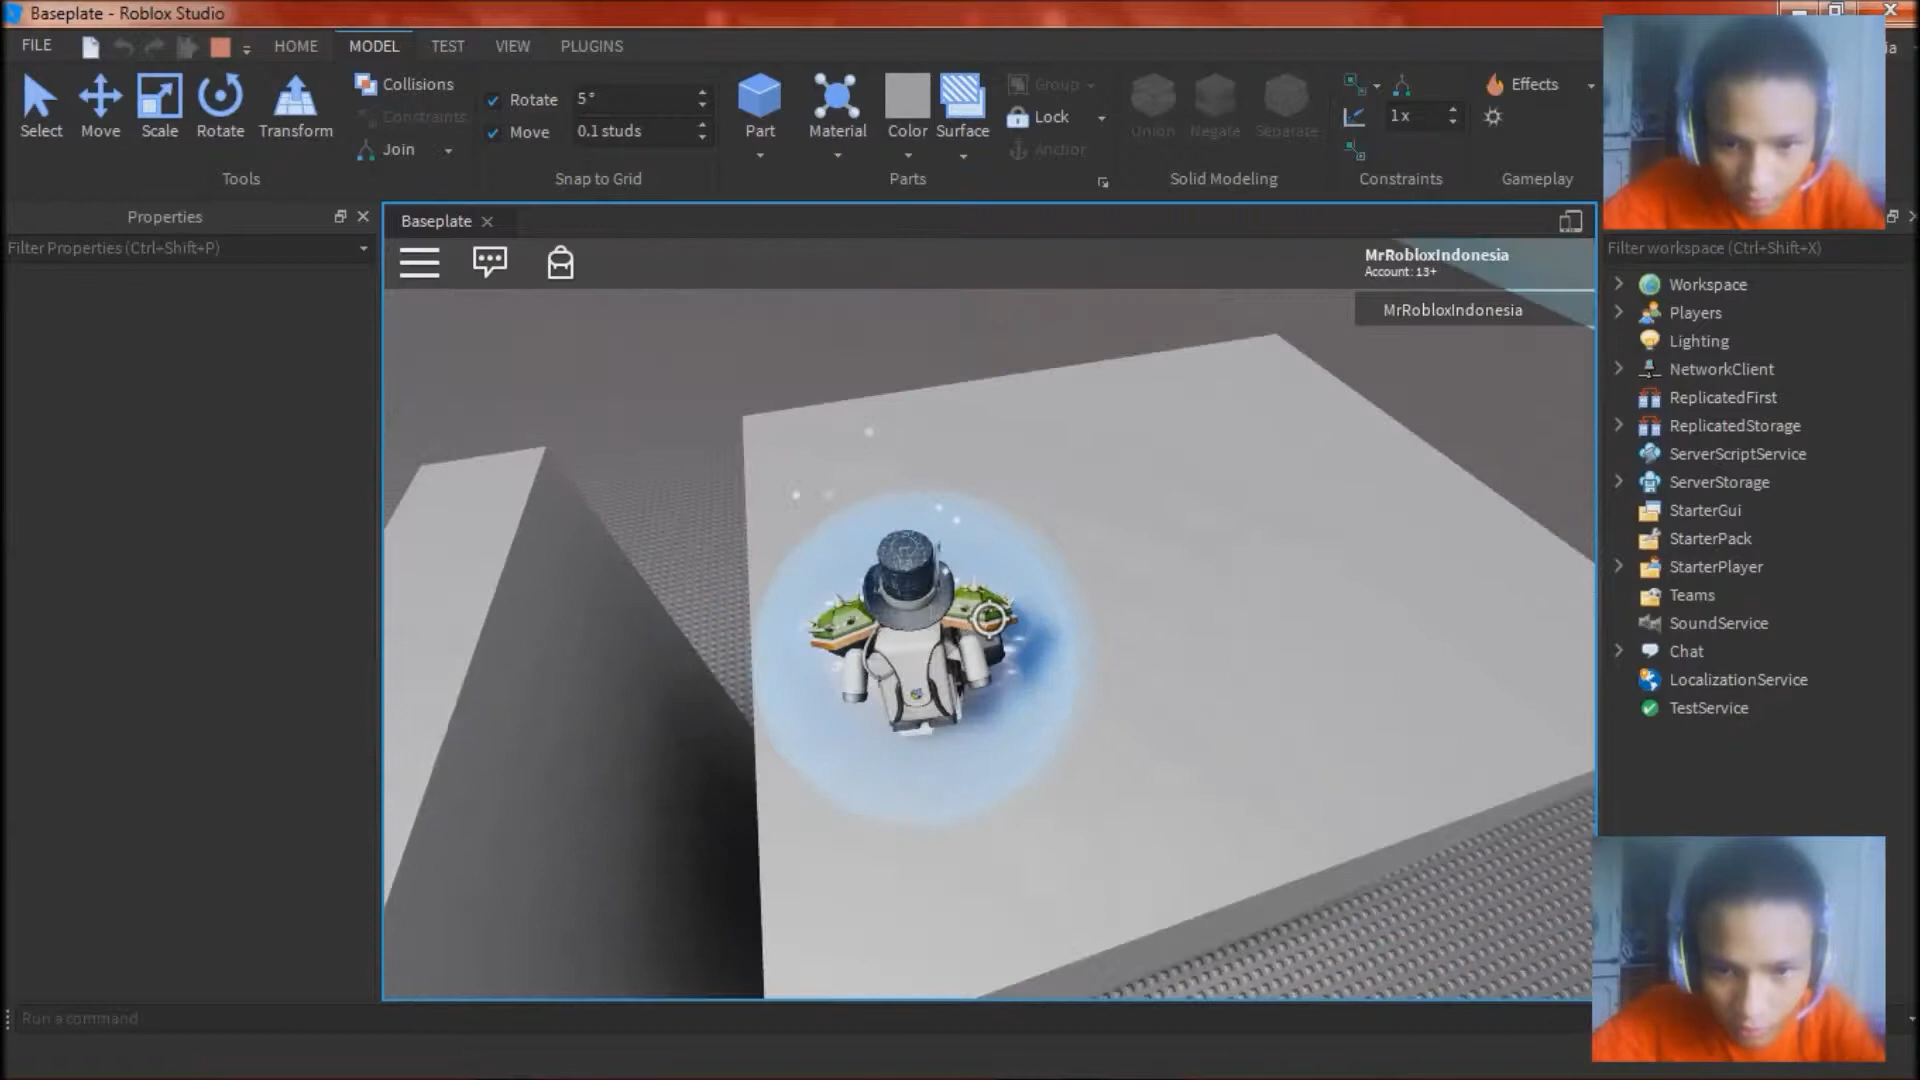 Baseplate - Roblox Studio
FILE
HOME
MODEL
TEST
VIEW
PLUGINS
ia
Select
Move
Scale
Rotate
Transform
Tools
Collisions
Constraints
Join
Rotate
5°
Move
0.1 studs
Snap to Grid
Part
Material
Color
Surface
Group
Lock
Anchor
Parts
Union
Negate
Separate
Solid Modeling
1x
Constraints
Effects
Gameplay
Properties
Filter Properties (Ctrl+Shift+P)
Baseplate
MrRobloxIndonesia
Account: 13+
MrRobloxIndonesia
Filter workspace (Ctrl+Shift+X)
Workspace
Players
Lighting
NetworkClient
ReplicatedFirst
ReplicatedStorage
ServerScriptService
ServerStorage
StarterGui
StarterPack
StarterPlayer
Teams
SoundService
Chat
LocalizationService
TestService
Run a command